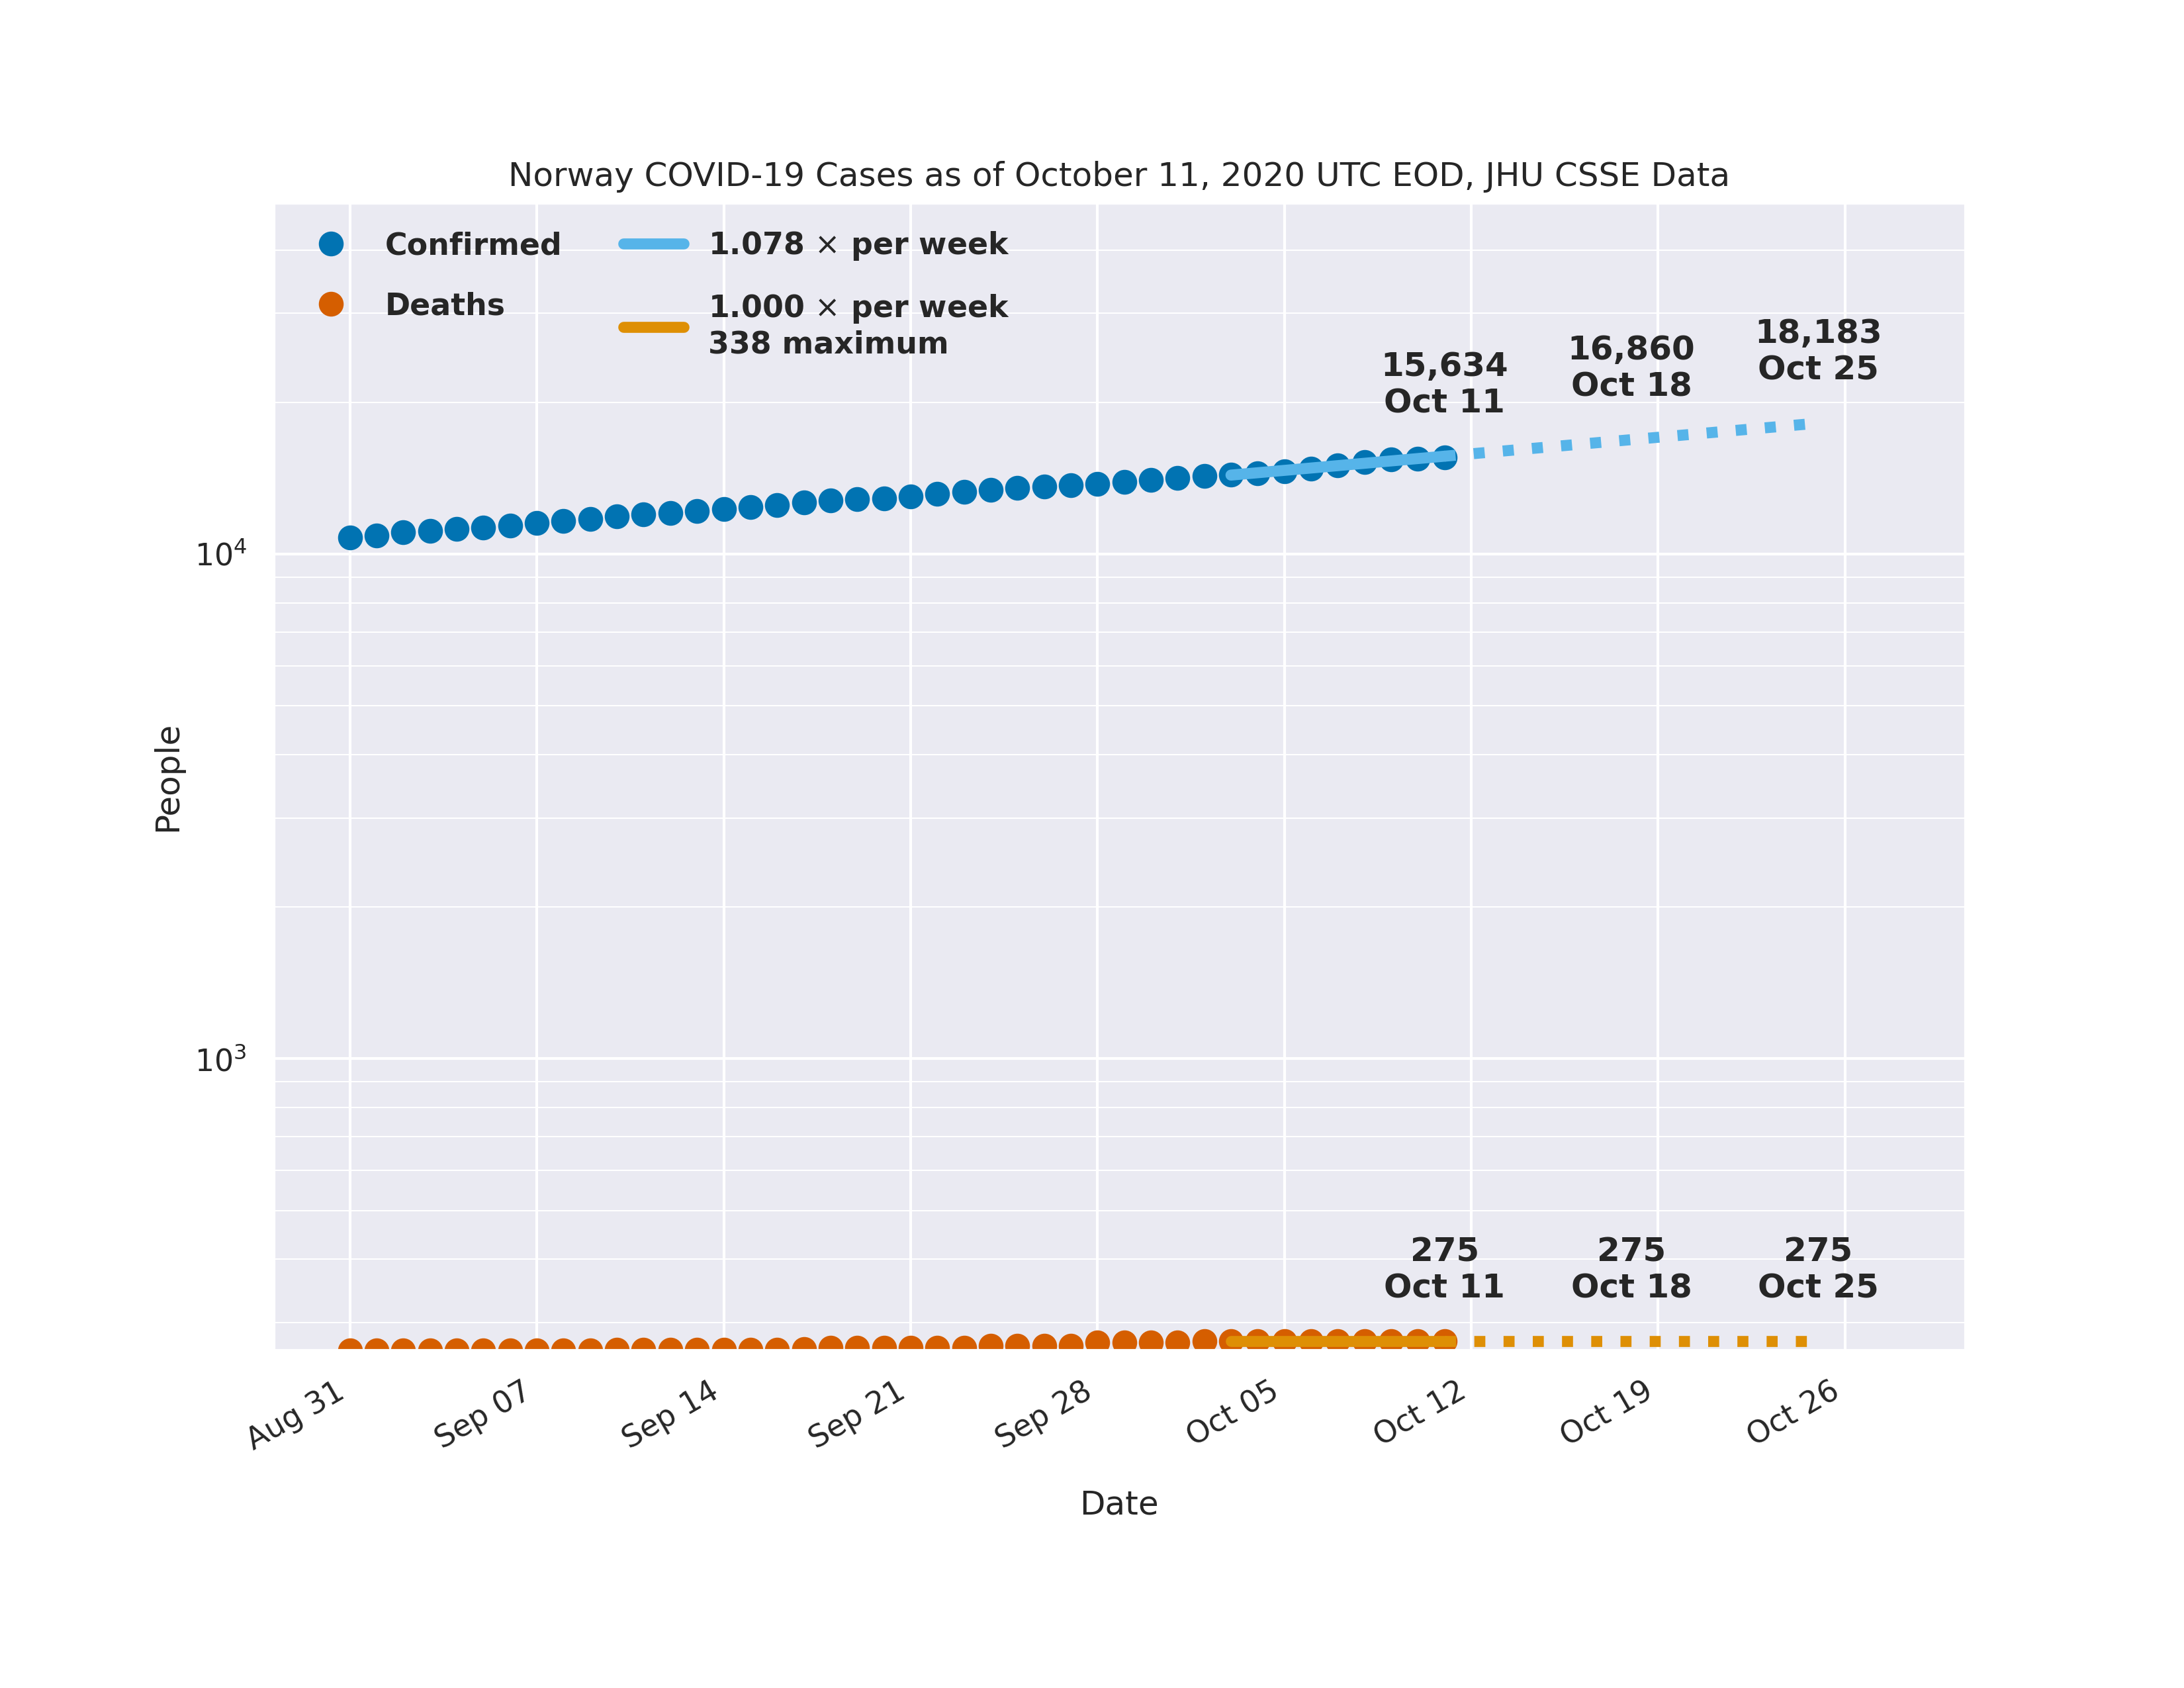 Norway COVID-19 Cases as of October 11, 2020 UTC EOD, JHU CSSE Data
Confirmed
Deaths
1.078 × per week
1.000 × per week
338 maximum
15,634
Oct 11
16,860
Oct 18
18,183
Oct 25
10⁴
10³
People
275
Oct 11
275
Oct 18
275
Oct 25
Aug 31
Sep 07
Sep 14
Sep 21
Sep 28
Oct 05
Oct 12
Oct 19
Oct 26
Date